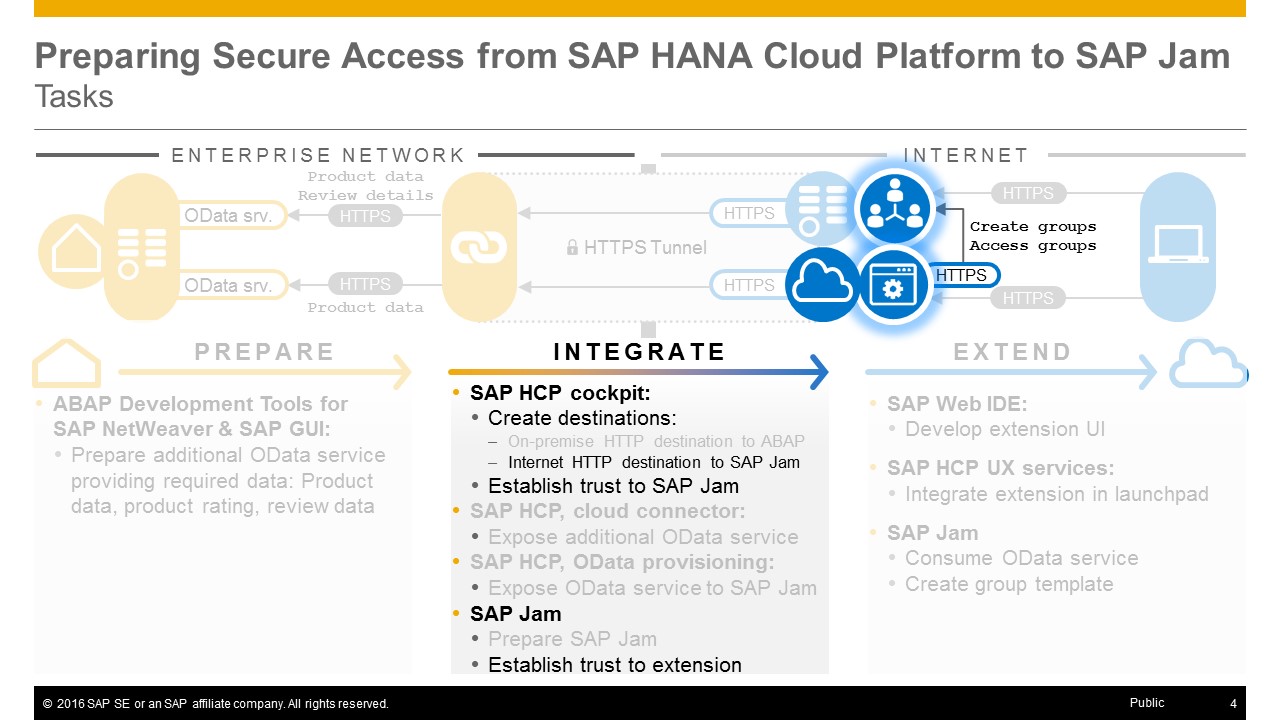 Preparing Secure Access from SAP HANA Cloud Platform to SAP Jam
Tasks
ENTERPRISE NETWORK
INTERNET
Product data
Review details
OData srv.
HTTPS
HTTPS
HTTPS
HTTPS Tunnel
Create groups
Access groups
OData srv.
HTTPS
Product data
HTTPS
HTTPS
HTTPS
PREPARE
• ABAP Development Tools for
SAP NetWeaver & SAP GUI:
• Prepare additional OData service
providing required data: Product
data, product rating, review data
INTEGRATE
• SAP HCP cockpit:
• Create destinations:
– On-premise HTTP destination to ABAP
– Internet HTTP destination to SAP Jam
• Establish trust to SAP Jam
• SAP HCP, cloud connector:
• Expose additional OData service
• SAP HCP, OData provisioning:
• Expose OData service to SAP Jam
• SAP Jam
• Prepare SAP Jam
• Establish trust to extension
EXTEND
• SAP Web IDE:
• Develop extension UI
• SAP HCP UX services:
• Integrate extension in launchpad
• SAP Jam
• Consume OData service
• Create group template
© 2016 SAP SE or an SAP affiliate company. All rights reserved.
Public
4